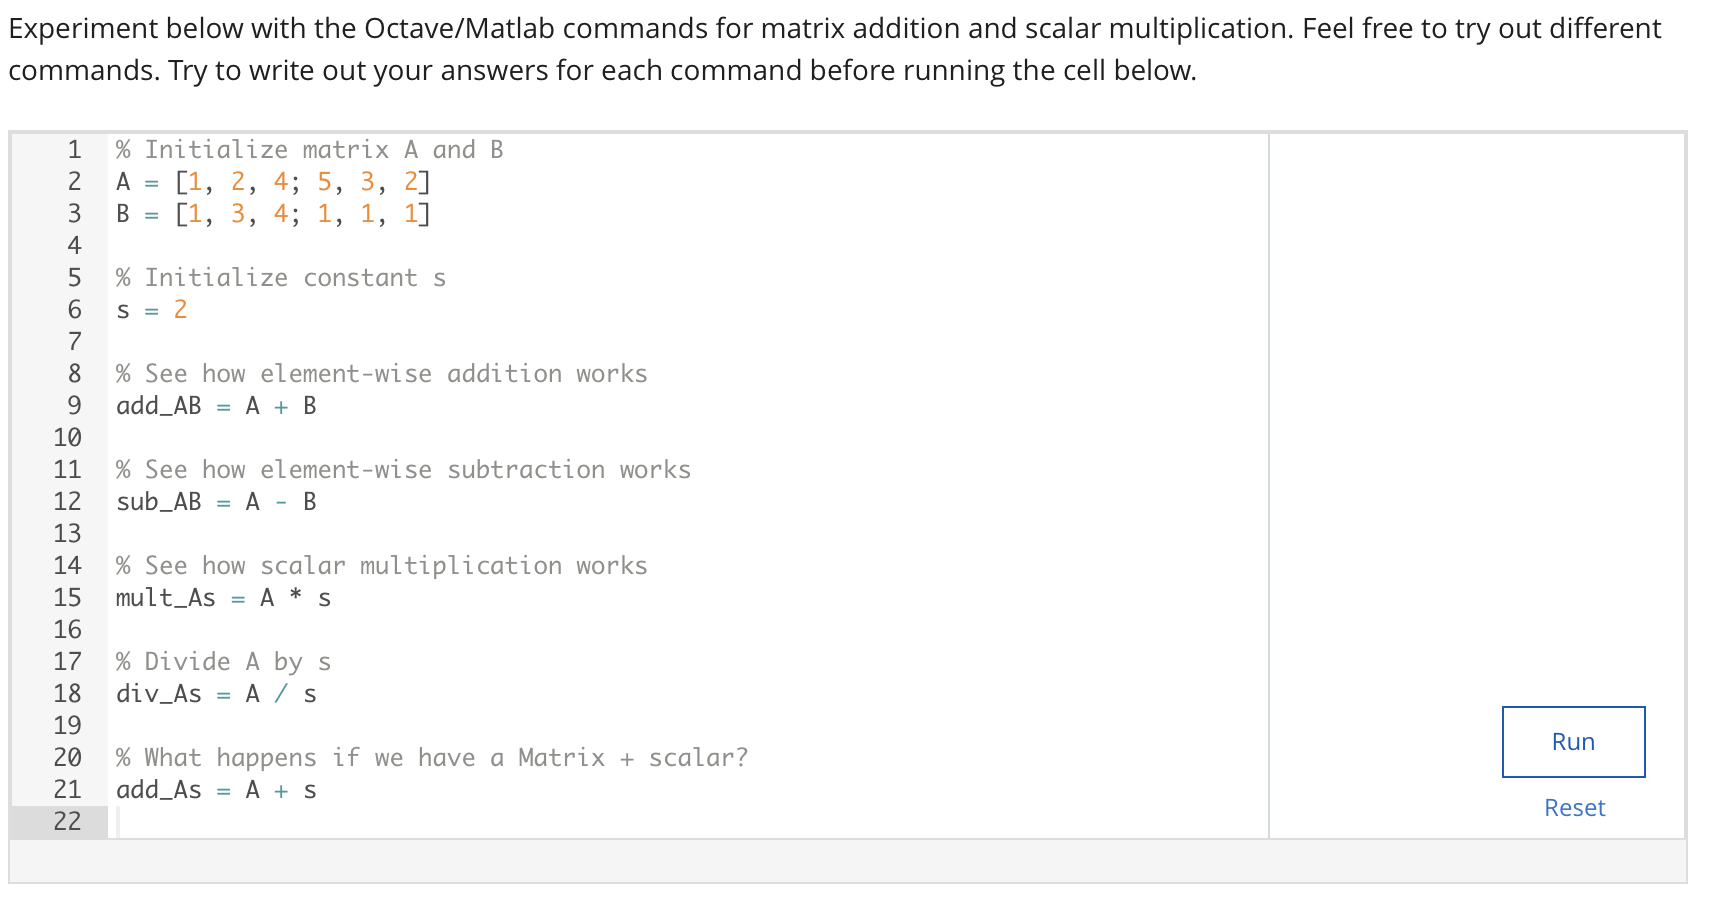 Experiment below with the Octave/Matlab commands for matrix addition and scalar multiplication. Feel free to try out different
commands. Try to write out your answers for each command before running the cell below.
1 % Initialize matrix A and B
2 A = [1, 2, 4; 5, 3, 2]
3 B = [1, 3, 4; 1, 1, 1]
4
5 % Initialize constant s
6 s = 2
7
8 % See how element-wise addition works
9 add_AB = A + B
10
11 % See how element-wise subtraction works
12 sub_AB = A - B
13
14 % See how scalar multiplication works
15 mult_As = A * s
16
17 % Divide A by s
18 div_As = A / s
19
20 % What happens if we have a Matrix + scalar?
21 add_As = A + s
22
Run
Reset